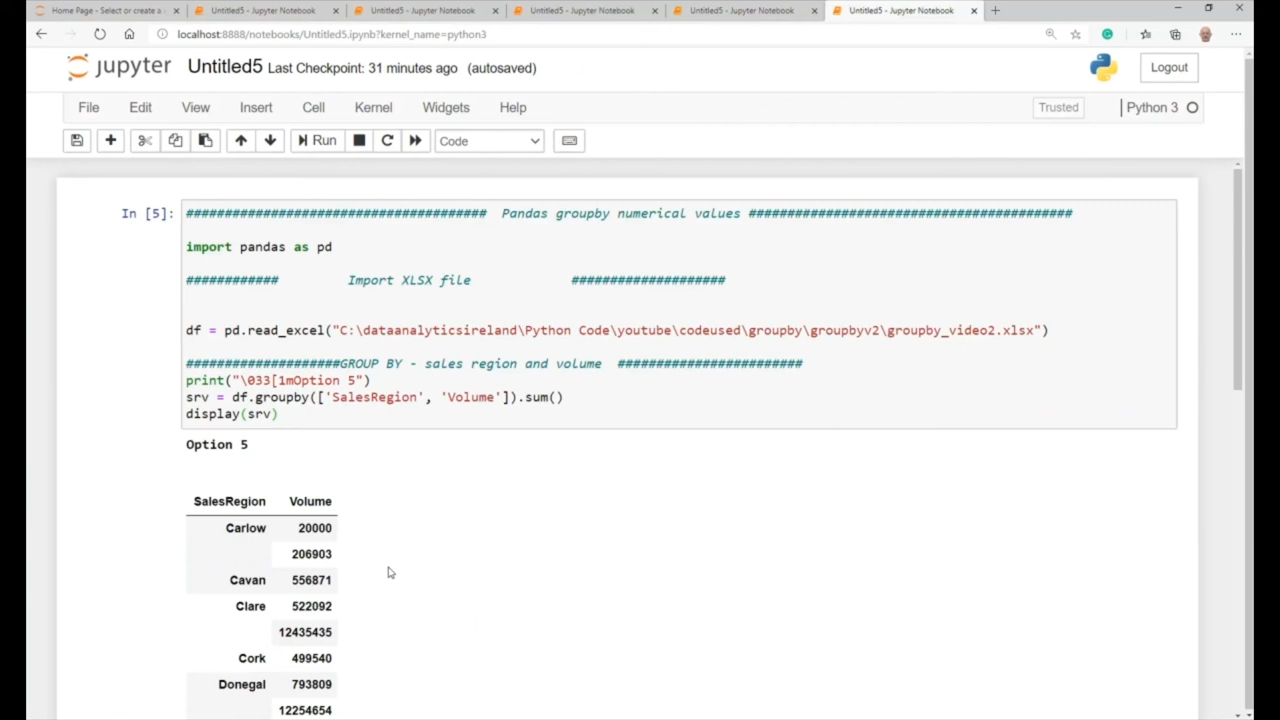 Home Page - Select or create a
Untitled5 - Jupyter Notebook
Untitled5 - Jupyter Notebook
Untitled5 - Jupyter Notebook
Untitled5 - Jupyter Notebook
Untitled5 - Jupyter Notebook
localhost:8888/notebooks/Untitled5.ipynb?kernel_name=python3
jupyter Untitled5 Last Checkpoint: 31 minutes ago (autosaved)
Logout
File Edit View Insert Cell Kernel Widgets Help
Trusted
Python 3
Run
Code
In [5]: ####################################### Pandas groupby numerical values ##########################################
import pandas as pd
############ Import XLSX file ####################
df = pd.read_excel("C:\dataanalyticsireland\Python Code\youtube\codeused\groupby\groupbyv2\groupby_video2.xlsx")
####################GROUP BY - sales region and volume ########################
print("\033[1mOption 5")
srv = df.groupby(['SalesRegion', 'Volume']).sum()
display(srv)
Option 5
SalesRegion Volume
Carlow 20000
206903
Cavan 556871
Clare 522092
12435435
Cork 499540
Donegal 793809
12254654